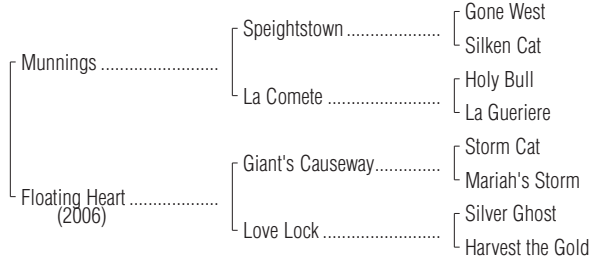 Gone West
Speightstown ....................
Silken Cat
Munnings .........................
Holy Bull
La Comete ........................
La Gueriere
Storm Cat
Giant's Causeway..............
Mariah's Storm
Floating Heart ...................
(2006)
Silver Ghost
Love Lock .........................
Harvest the Gold